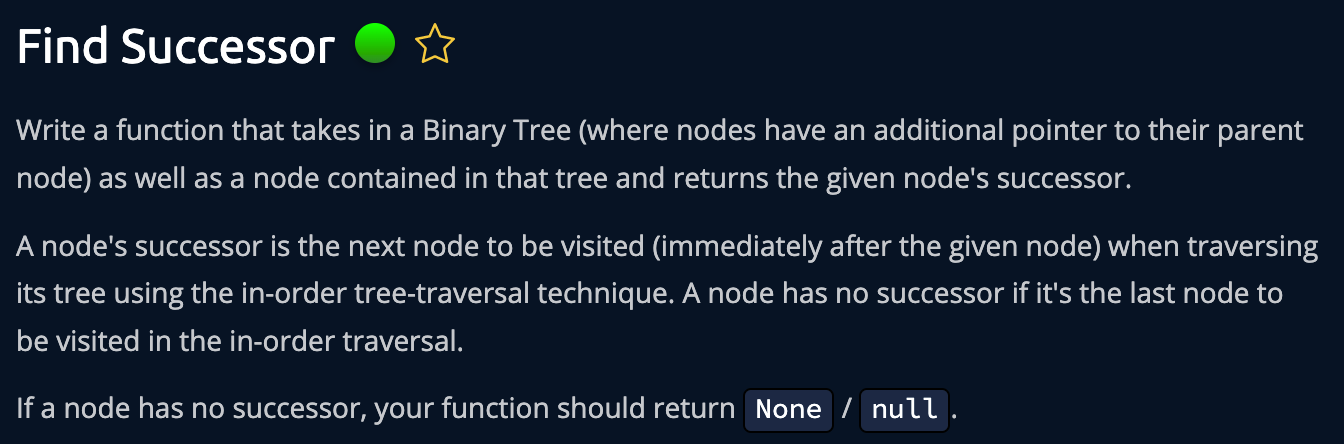 Find Successor
Write a function that takes in a Binary Tree (where nodes have an additional pointer to their parent
node) as well as a node contained in that tree and returns the given node's successor.
A node's successor is the next node to be visited (immediately after the given node) when traversing
its tree using the in-order tree-traversal technique. A node has no successor if it's the last node to
be visited in the in-order traversal.
If a node has no successor, your function should return None / null.